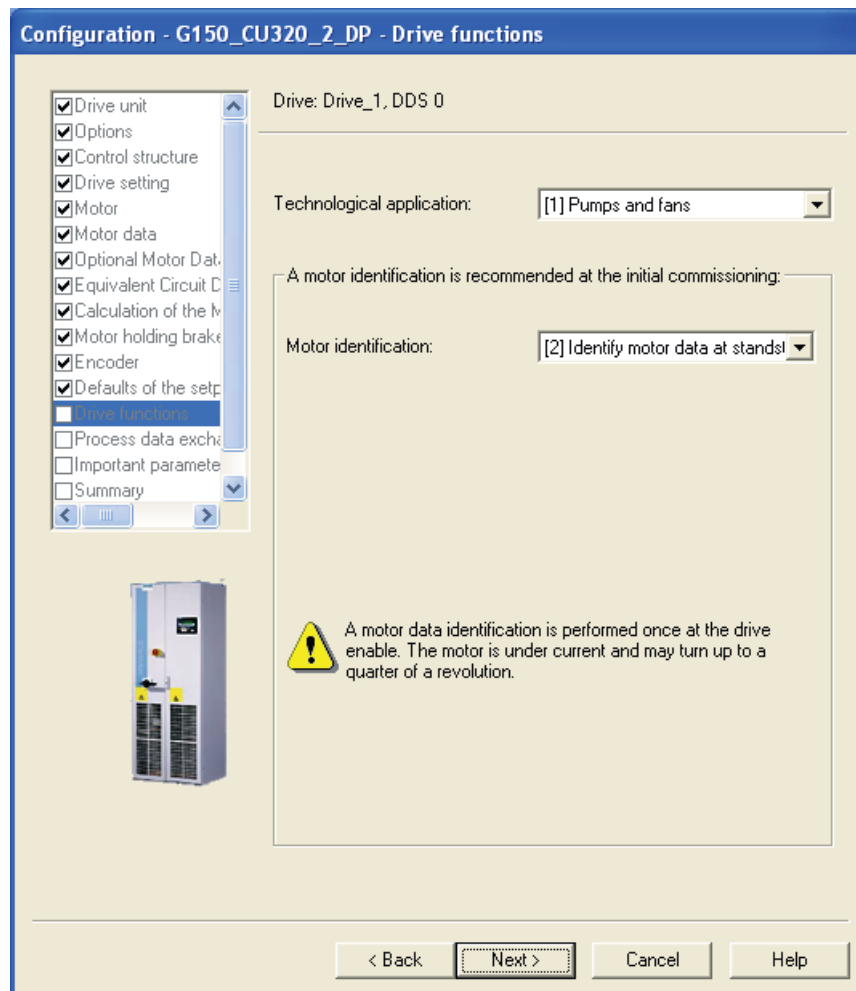 Configuration - G150_CU320_2_DP - Drive functions
Drive unit
Options
Control structure
Drive setting
Motor
Motor data
Optional Motor Dat
Equivalent Circuit D
Calculation of the M
Motor holding brake
Encoder
Defaults of the setp
Drive functions
Process data excha
Important paramete
Summary
Drive: Drive_1, DDS 0
Technological application:
[1] Pumps and fans
A motor identification is recommended at the initial commissioning:
Motor identification:
[2] Identify motor data at standst
A motor data identification is performed once at the drive
enable. The motor is under current and may turn up to a
quarter of a revolution.
< Back
Next >
Cancel
Help